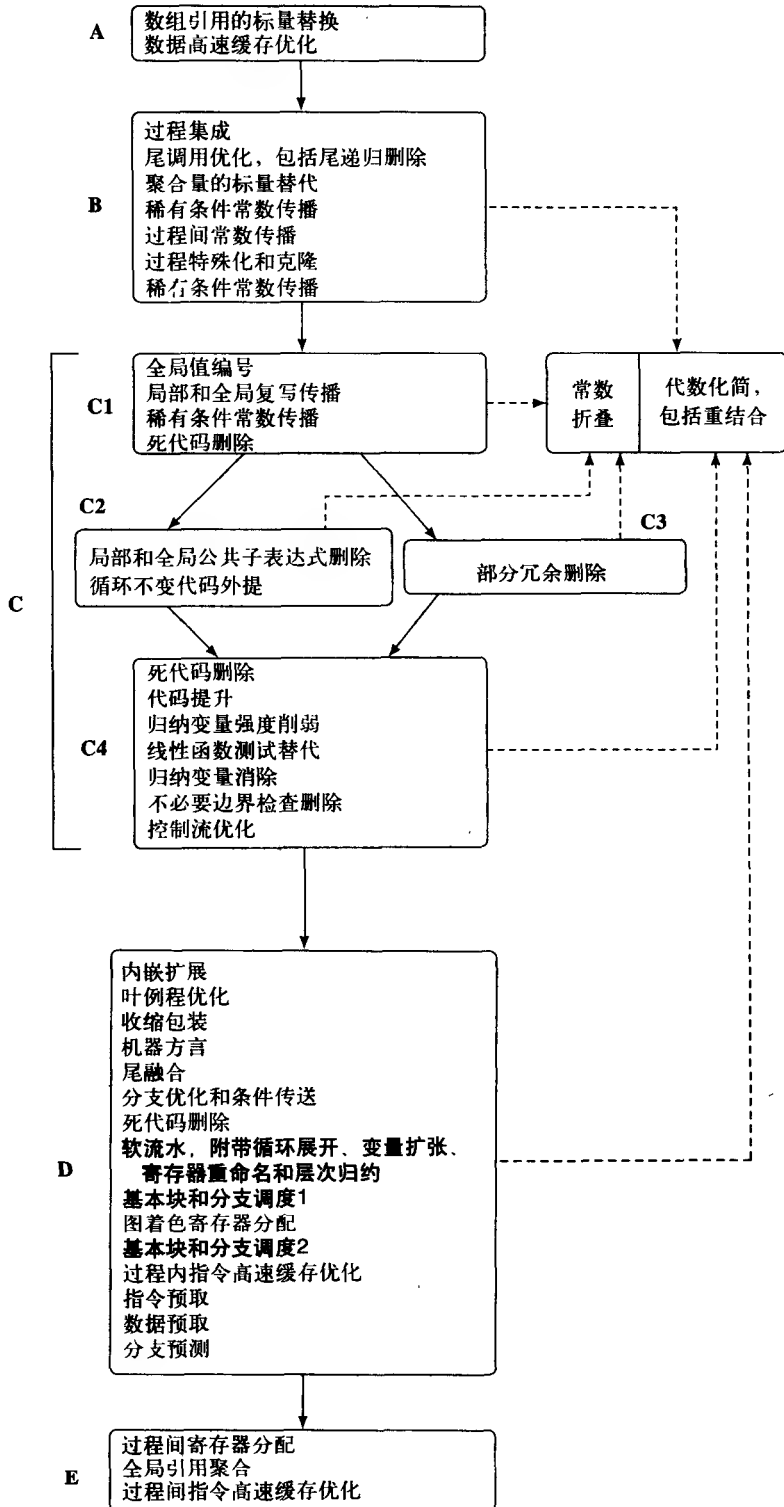 A
数组引用的标量替换
数据高速缓存优化
B
过程集成
尾调用优化，包括尾递归删除
聚合量的标量替代
稀有条件常数传播
过程间常数传播
过程特殊化和克隆
稀有条件常数传播
C
C1
全局值编号
局部和全局复写传播
稀有条件常数传播
死代码删除
常数
折叠
代数化简，
包括重结合
C2
局部和全局公共子表达式删除
循环不变代码外提
C3
部分冗余删除
C4
死代码删除
代码提升
归纳变量强度削弱
线性函数测试替代
归纳变量消除
不必要边界检查删除
控制流优化
D
内嵌扩展
叶例程优化
收缩包装
机器方言
尾融合
分支优化和条件传送
死代码删除
软流水，附带循环展开、变量扩张、
寄存器重命名和层次归约
基本块和分支调度1
图着色寄存器分配
基本块和分支调度2
过程内指令高速缓存优化
指令预取
数据预取
分支预测
E
过程间寄存器分配
全局引用聚合
过程间指令高速缓存优化